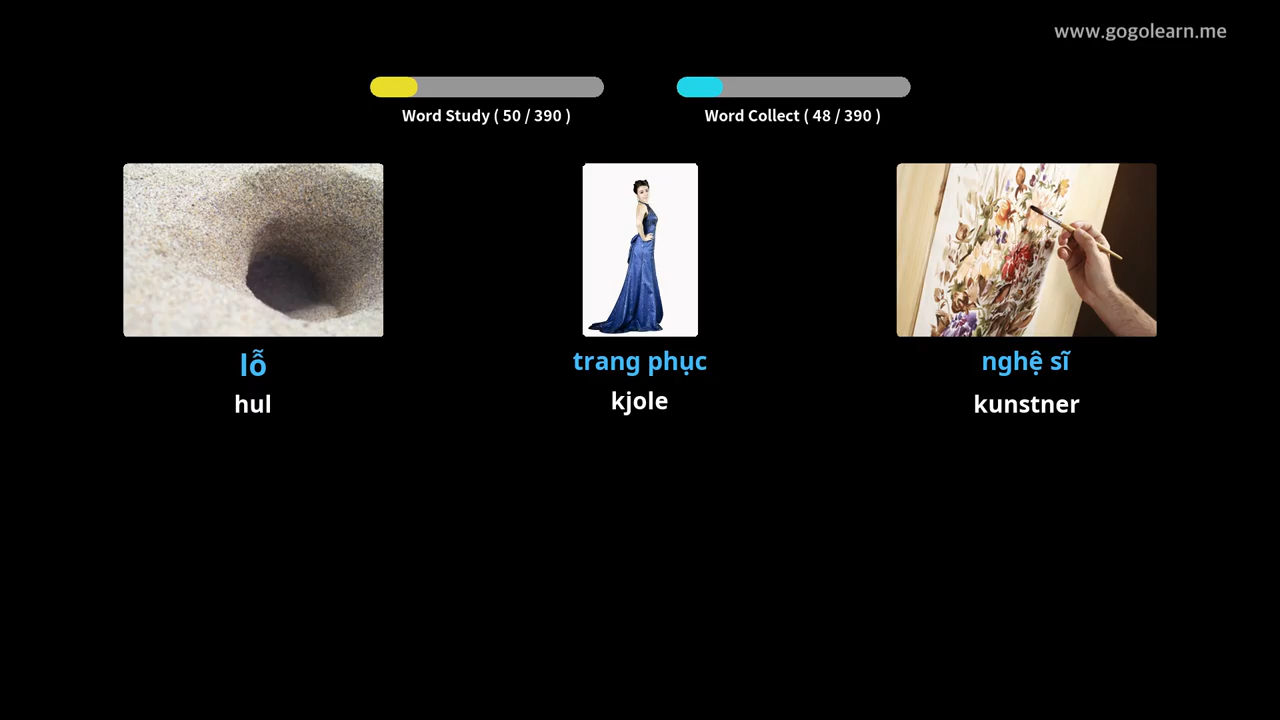 www.gogolearn.me
Word Study ( 50 / 390 )
Word Collect ( 48 / 390 )
lỗ
trang phục
nghệ sĩ
hul
kjole
kunstner